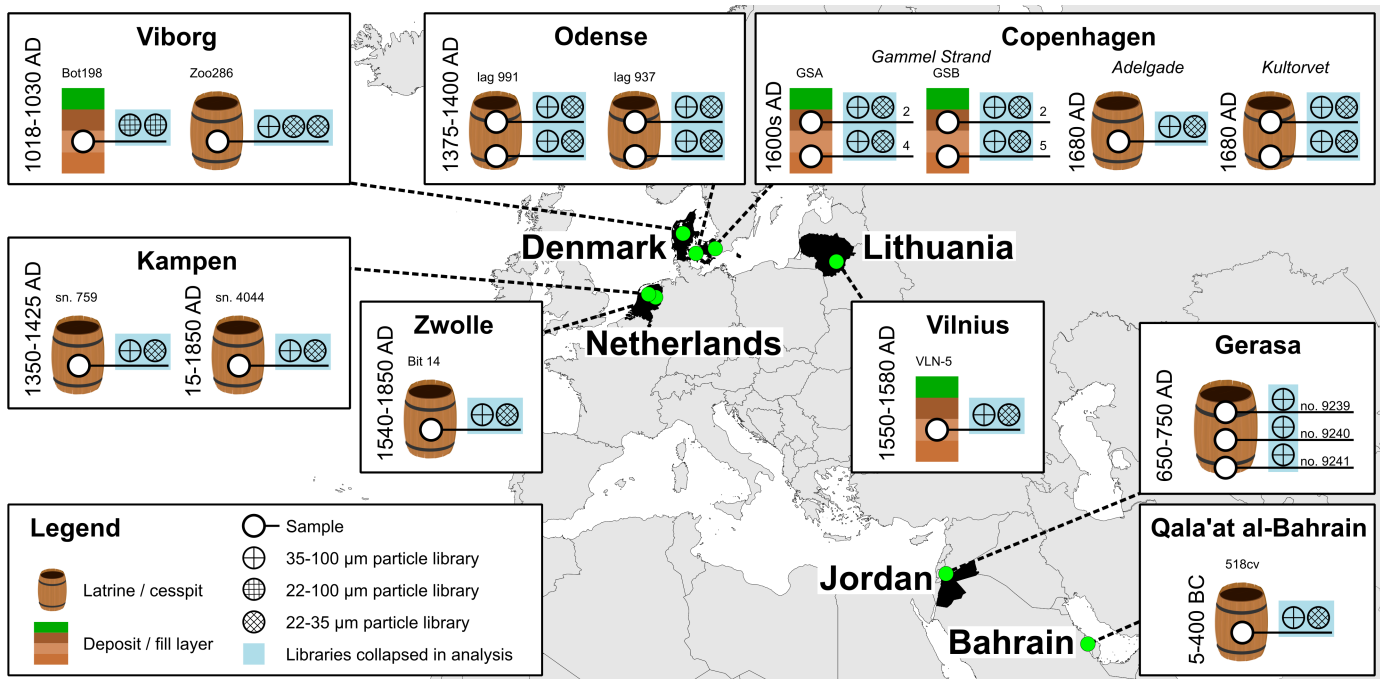 Viborg
1018-1030 AD
Bot198
Zoo286
Odense
1375-1400 AD
lag 991
lag 937
Copenhagen
Gammel Strand
Adelgade
Kultorvet
1600s AD
GSA
GSB
2
4
2
5
1680 AD
1680 AD
Denmark
Lithuania
Netherlands
Kampen
1350-1425 AD
sn. 759
15-1850 AD
sn. 4044
Zwolle
1540-1850 AD
Bit 14
Vilnius
1550-1580 AD
VLN-5
Gerasa
650-750 AD
no. 9239
no. 9240
no. 9241
Jordan
Bahrain
Qala'at al-Bahrain
5-400 BC
518cv
Legend
Latrine / cesspit
Deposit / fill layer
Sample
35-100 µm particle library
22-100 µm particle library
22-35 µm particle library
Libraries collapsed in analysis